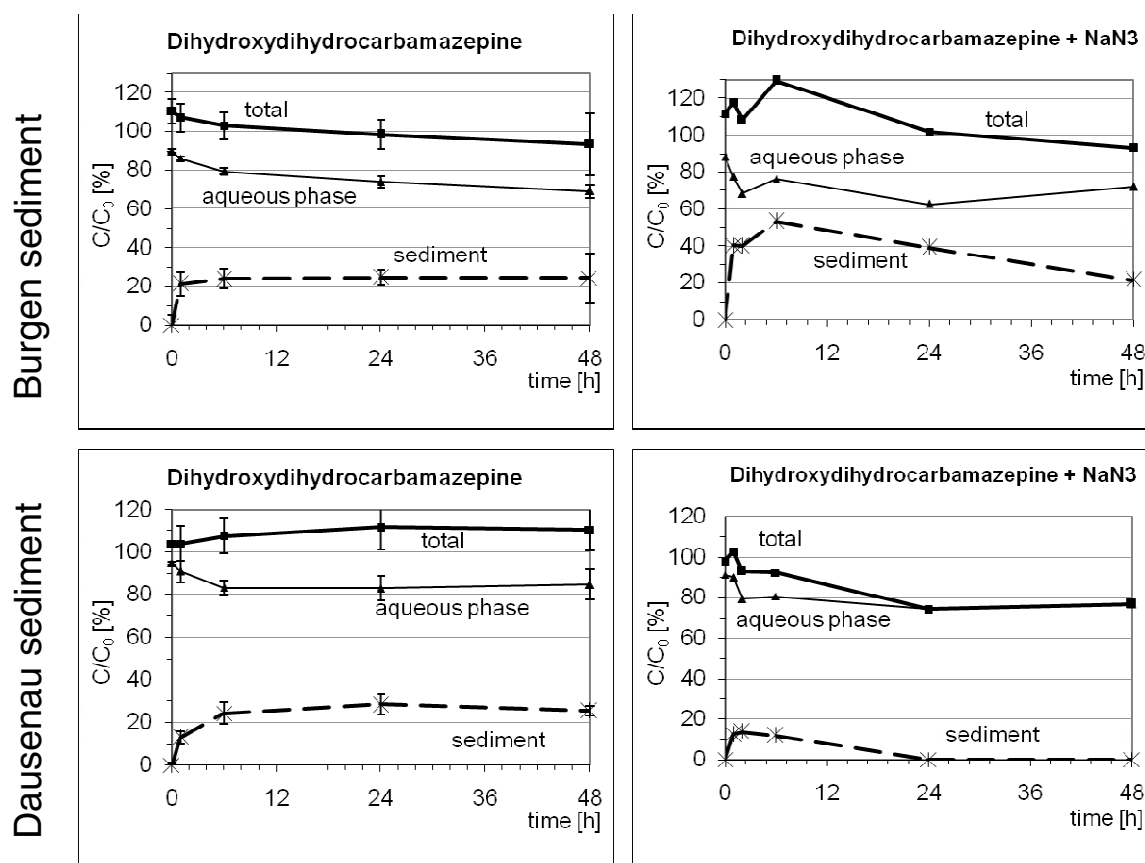 Burgen sediment
Dihydroxydihydrocarbamazepine
120
100
80
60
40
20
0
C/C0 [%]
total
aqueous phase
sediment
0 12 24 36 48
time [h]
Dihydroxydihydrocarbamazepine + NaN3
120
100
80
60
40
20
0
C/C0 [%]
total
aqueous phase
sediment
0 12 24 36 48
time [h]
Dausenau sediment
Dihydroxydihydrocarbamazepine
120
100
80
60
40
20
0
C/C0 [%]
total
aqueous phase
sediment
0 12 24 36 48
time [h]
Dihydroxydihydrocarbamazepine + NaN3
120
100
80
60
40
20
0
C/C0 [%]
total
aqueous phase
sediment
0 12 24 36 48
time [h]